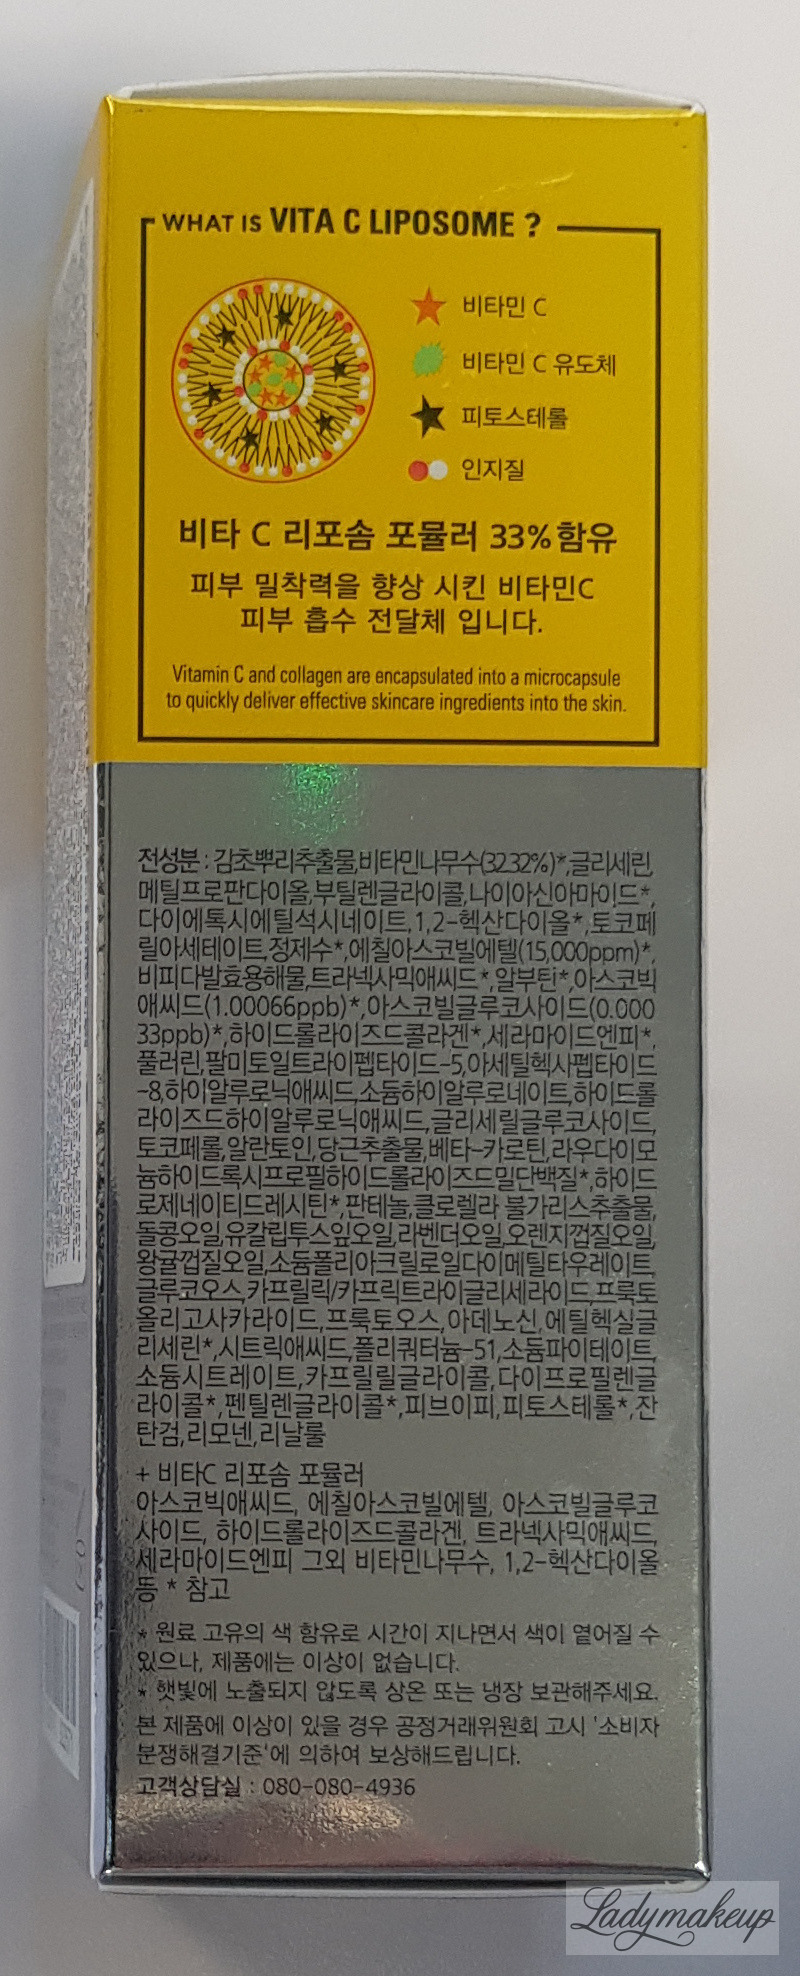 WHAT IS VITA C LIPOSOME ?
비타민 C
비타민 C 유도체
피토스테롤
인지질
비타 C 리포솜 포뮬러 33%함유
피부 밀착력을 향상 시킨 비타민C
피부 흡수 전달체 입니다.
Vitamin C and collagen are encapsulated into a microcapsule
to quickly deliver effective skincare ingredients into the skin.
전성분 : 감초뿌리추출물,비타민나무수(32.32%)*,글리세린,
메틸프로판다이올,부틸렌글라이콜,나이아신아마이드*,
다이에톡시에틸석시네이트,1,2-헥산다이올*,토코페
릴아세테이트,정제수*,에칠아스코빌에텔(15,000ppm)*,
비피다발효용해물,트라넥사믹애씨드*,알부틴*,아스코빅
애씨드(1.00066ppb)*,아스코빌글루코사이드(0.000
33ppb)*,하이드롤라이즈드콜라겐*,세라마이드엔피*,
풀러린,팔미토일트라이펩타이드-5,아세틸헥사펩타이드
-8,하이알루로닉애씨드,소듐하이알루로네이트,하이드롤
라이즈드하이알루로닉애씨드,글리세릴글루코사이드,
토코페롤,알란토인,당근추출물,베타-카로틴,라우다이모
늄하이드록시프로필하이드롤라이즈드밀단백질*,하이드
로제네이티드레시틴*,판테놀,클로렐라 불가리스추출물,
돌콩오일,유칼립투스잎오일,라벤더오일,오렌지껍질오일,
왕귤껍질오일,소듐폴리아크릴로일다이메틸타우레이트,
글루코오스,카프릴릭/카프릭트라이글리세라이드,프룩토
올리고사카라이드,프룩토오스,아데노신,에틸헥실글
리세린*,시트릭애씨드,폴리쿼터늄-51,소듐파이테이트,
소듐시트레이트,카프릴릴글라이콜,다이프로필렌글
라이콜*,펜틸렌글라이콜*,피브이피,피토스테롤*,잔
탄검,리모넨,리날룰
+ 비타C 리포솜 포뮬러
아스코빅애씨드, 에칠아스코빌에텔, 아스코빌글루코
사이드, 하이드롤라이즈드콜라겐, 트라넥사믹애씨드,
세라마이드엔피 그외 비타민나무수, 1,2-헥산다이올
등 * 참고
* 원료 고유의 색 함유로 시간이 지나면서 색이 옅어질 수
있으나, 제품에는 이상이 없습니다.
* 햇빛에 노출되지 않도록 상온 또는 냉장 보관해주세요.
본 제품에 이상이 있을 경우 공정거래위원회 고시 '소비자
분쟁해결기준'에 의하여 보상해드립니다.
고객상담실 : 080-080-4936
Ladymakeup